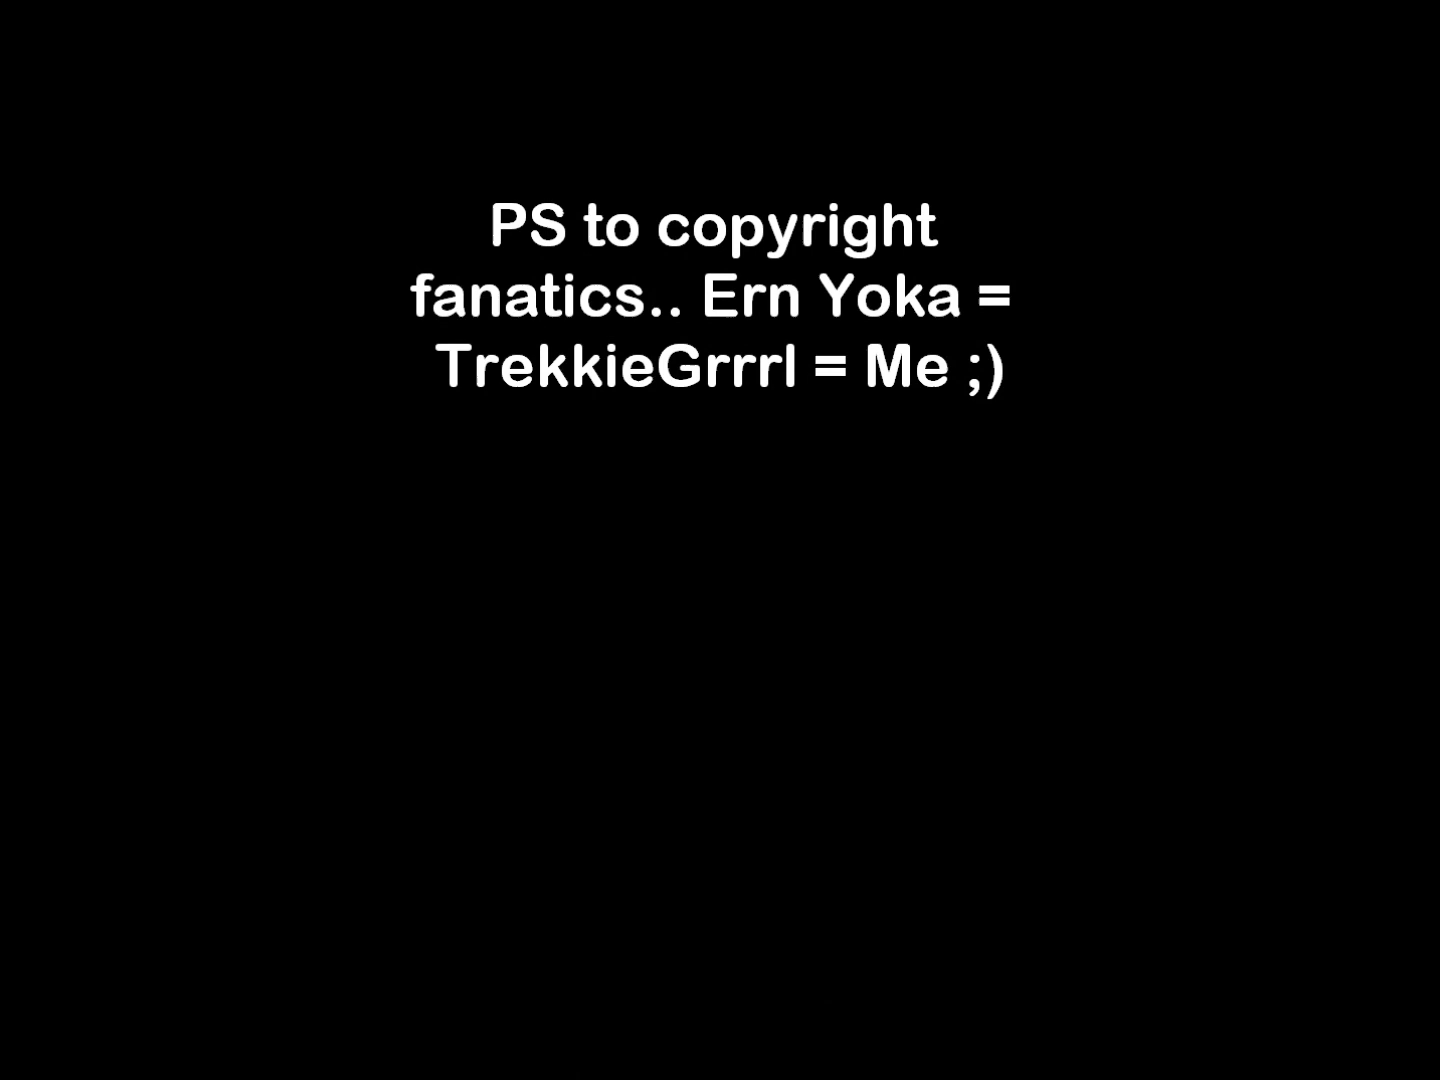 PS to copyright
fanatics.. Ern Yoka =
TrekkieGrrrl = Me ;)